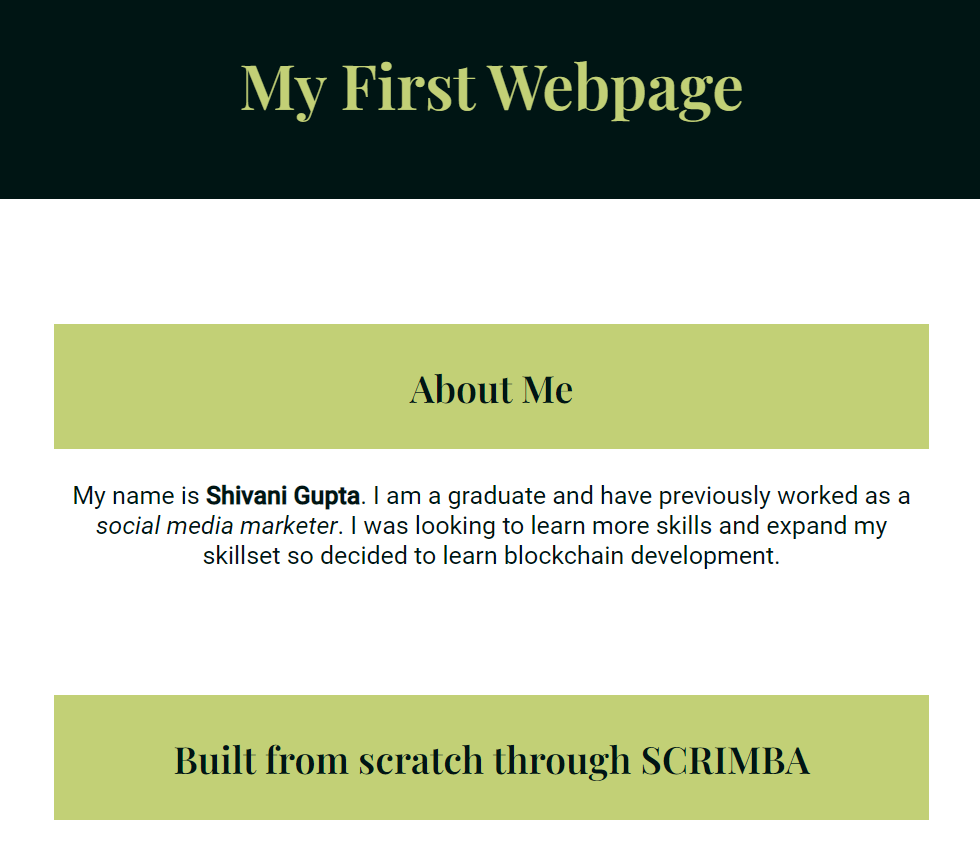 My First Webpage
About Me
My name is Shivani Gupta. I am a graduate and have previously worked as a
social media marketer. I was looking to learn more skills and expand my
skillset so decided to learn blockchain development.
Built from scratch through SCRIMBA